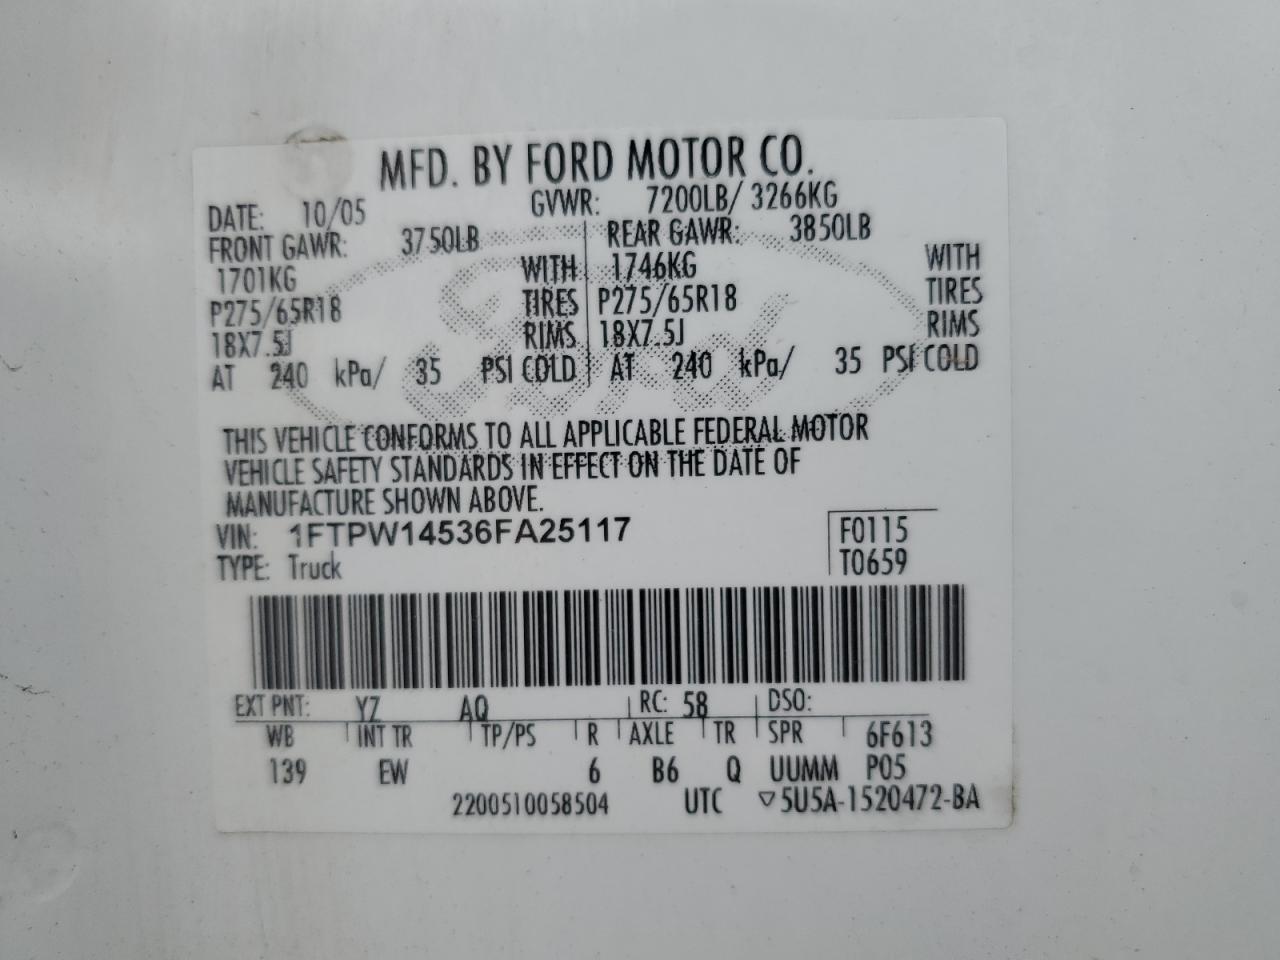 MFD. BY FORD MOTOR CO.
DATE: 10/05 GVWR: 7200LB/ 3266KG
FRONT GAWR: 3750LB REAR GAWR: 3850LB
1701KG WITH 1746KG WITH
P275/65R18 TIRES P275/65R18 TIRES
18X7.5J RIMS 18X7.5J RIMS
AT 240 kPa/ 35 PSI COLD AT 240 kPa/ 35 PSI COLD
Ford
THIS VEHICLE CONFORMS TO ALL APPLICABLE FEDERAL MOTOR
VEHICLE SAFETY STANDARDS IN EFFECT ON THE DATE OF
MANUFACTURE SHOWN ABOVE.
VIN: 1FTPW14536FA25117 F0115
TYPE: Truck T0659
EXT PNT: YZ AQ RC: 58 DSO:
WB INT TR TP/PS R AXLE TR SPR 6F613
139 EW 6 B6 Q UUMM P05
2200510058504 UTC ▽5U5A-1520472-BA